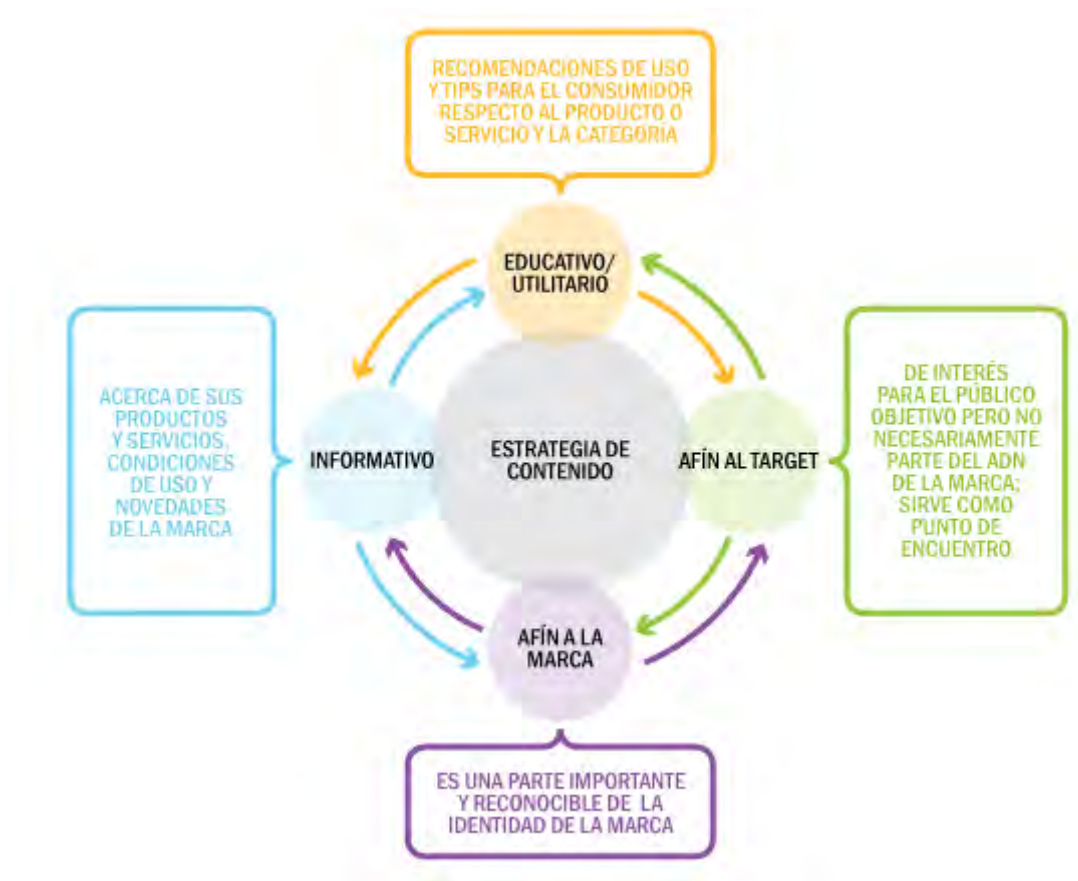 RECOMENDACIONES DE USO
Y TIPS PARA EL CONSUMIDOR
RESPECTO AL PRODUCTO O
SERVICIO Y LA CATEGORÍA
EDUCATIVO/
UTILITARIO
ACERCA DE SUS
PRODUCTOS
Y SERVICIOS,
CONDICIONES
DE USO Y
NOVEDADES
DE LA MARCA
INFORMATIVO
ESTRATEGIA DE
CONTENIDO
AFÍN AL TARGET
DE INTERÉS
PARA EL PÚBLICO
OBJETIVO PERO NO
NECESARIAMENTE
PARTE DEL ADN
DE LA MARCA;
SIRVE COMO
PUNTO DE
ENCUENTRO
AFÍN A LA
MARCA
ES UNA PARTE IMPORTANTE
Y RECONOCIBLE DE LA
IDENTIDAD DE LA MARCA